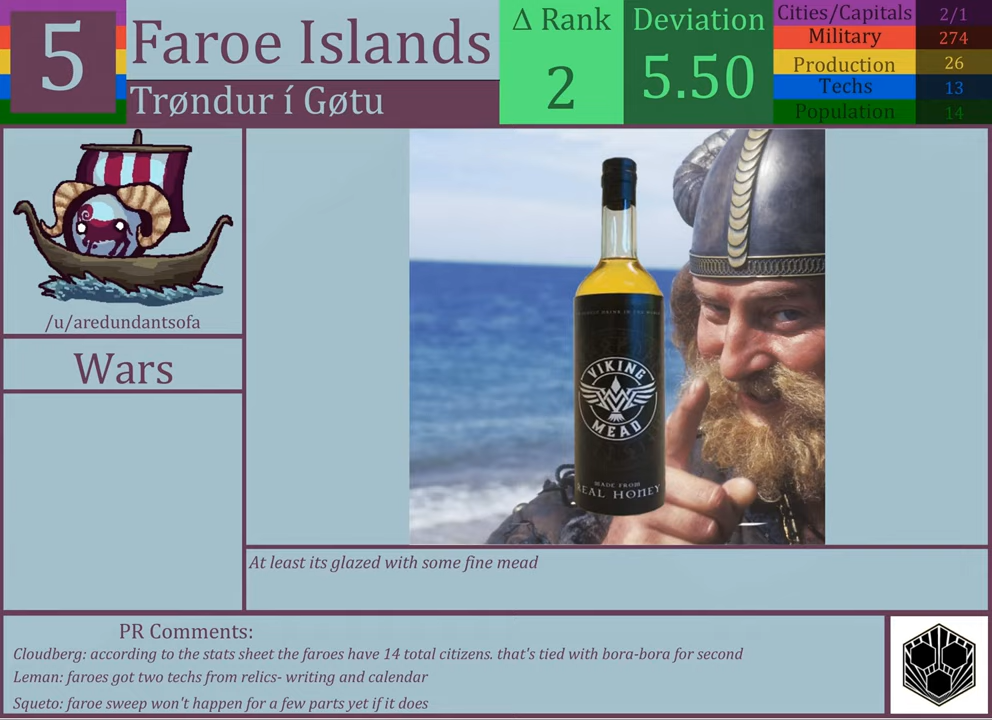 5
Faroe Islands
Trøndur í Gøtu
Δ Rank
2
Deviation
5.50
Cities/Capitals 2/1
Military 274
Production 26
Techs 13
Population 14
/u/aredundantsofa
Wars
VIKING
MEAD
MADE FROM
REAL HONEY
At least its glazed with some fine mead
PR Comments:
Cloudberg: according to the stats sheet the faroes have 14 total citizens. that's tied with bora-bora for second
Leman: faroes got two techs from relics- writing and calendar
Squeto: faroe sweep won't happen for a few parts yet if it does